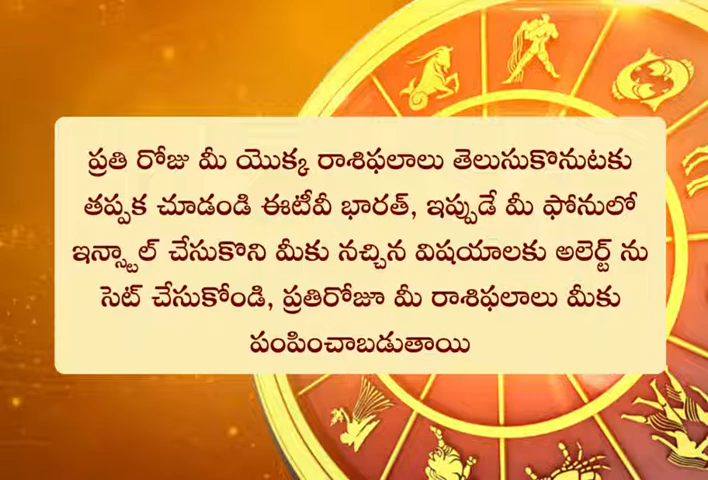 ప్రతి రోజు మీ యొక్క రాశిఫలాలు తెలుసుకొనుటకు
తప్పక చూడండి ఈటీవీ భారత్, ఇప్పుడే మీ ఫోనులో
ఇన్స్టాల్ చేసుకొని మీకు నచ్చిన విషయాలకు అలెర్ట్ ను
సెట్ చేసుకోండి, ప్రతిరోజూ మీ రాశిఫలాలు మీకు
పంపించాబడుతాయి